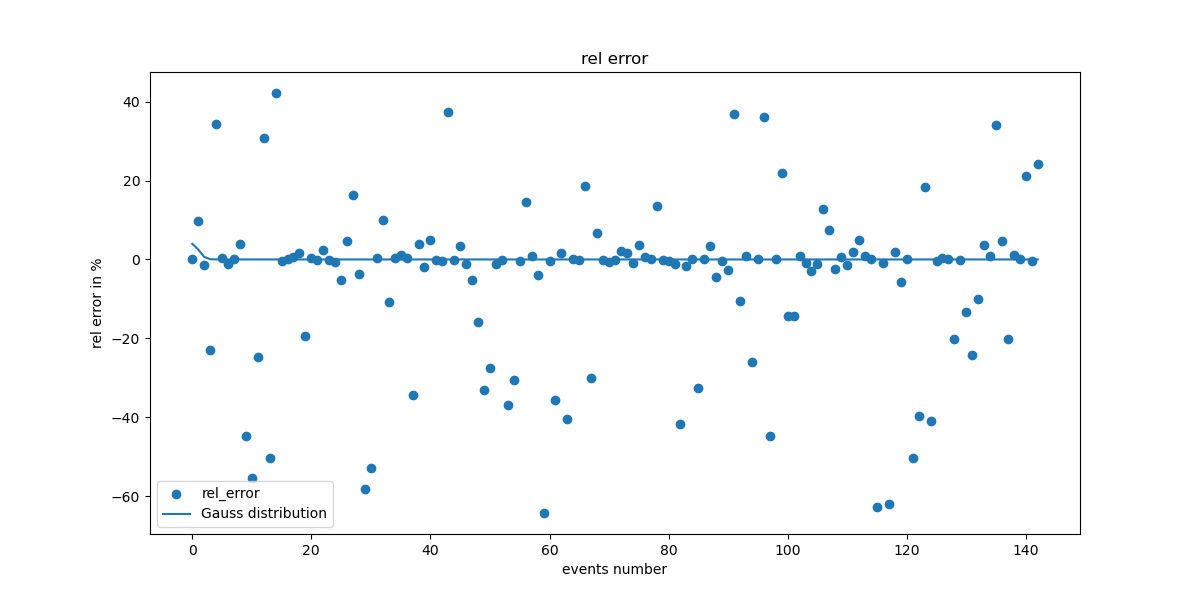 rel error
rel error in %
40
20
0
−20
−40
−60
rel_error
Gauss distribution
0 20 40 60 80 100 120 140
events number